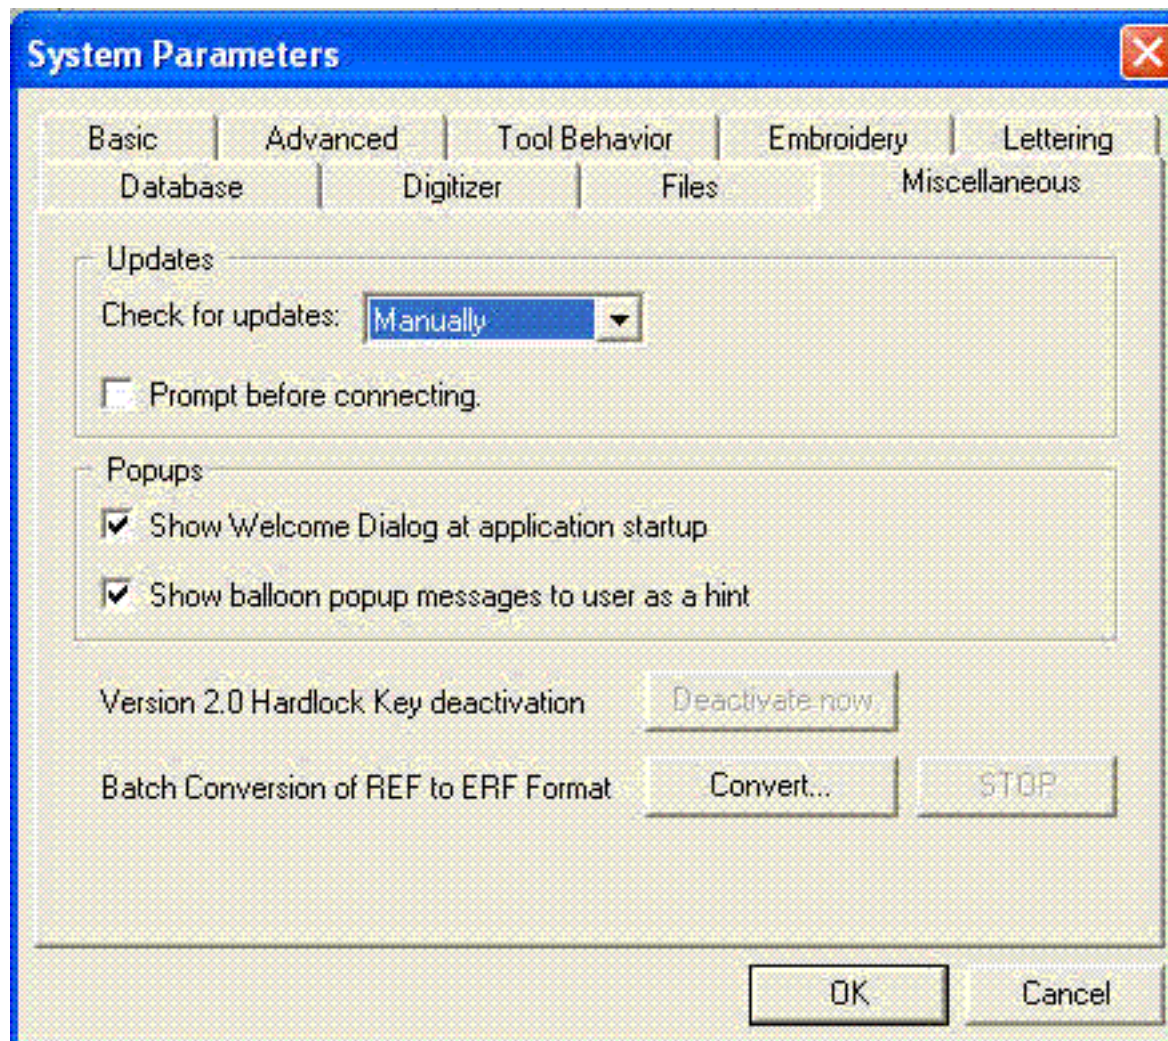 System Parameters
Basic Advanced Tool Behavior Embroidery Lettering
Database Digitizer Files Miscellaneous
Updates
Check for updates: Manually
Prompt before connecting.
Popups
Show Welcome Dialog at application startup
Show balloon popup messages to user as a hint
Version 2.0 Hardlock Key deactivation Deactivate now
Batch Conversion of REF to ERF Format Convert... STOP
OK Cancel